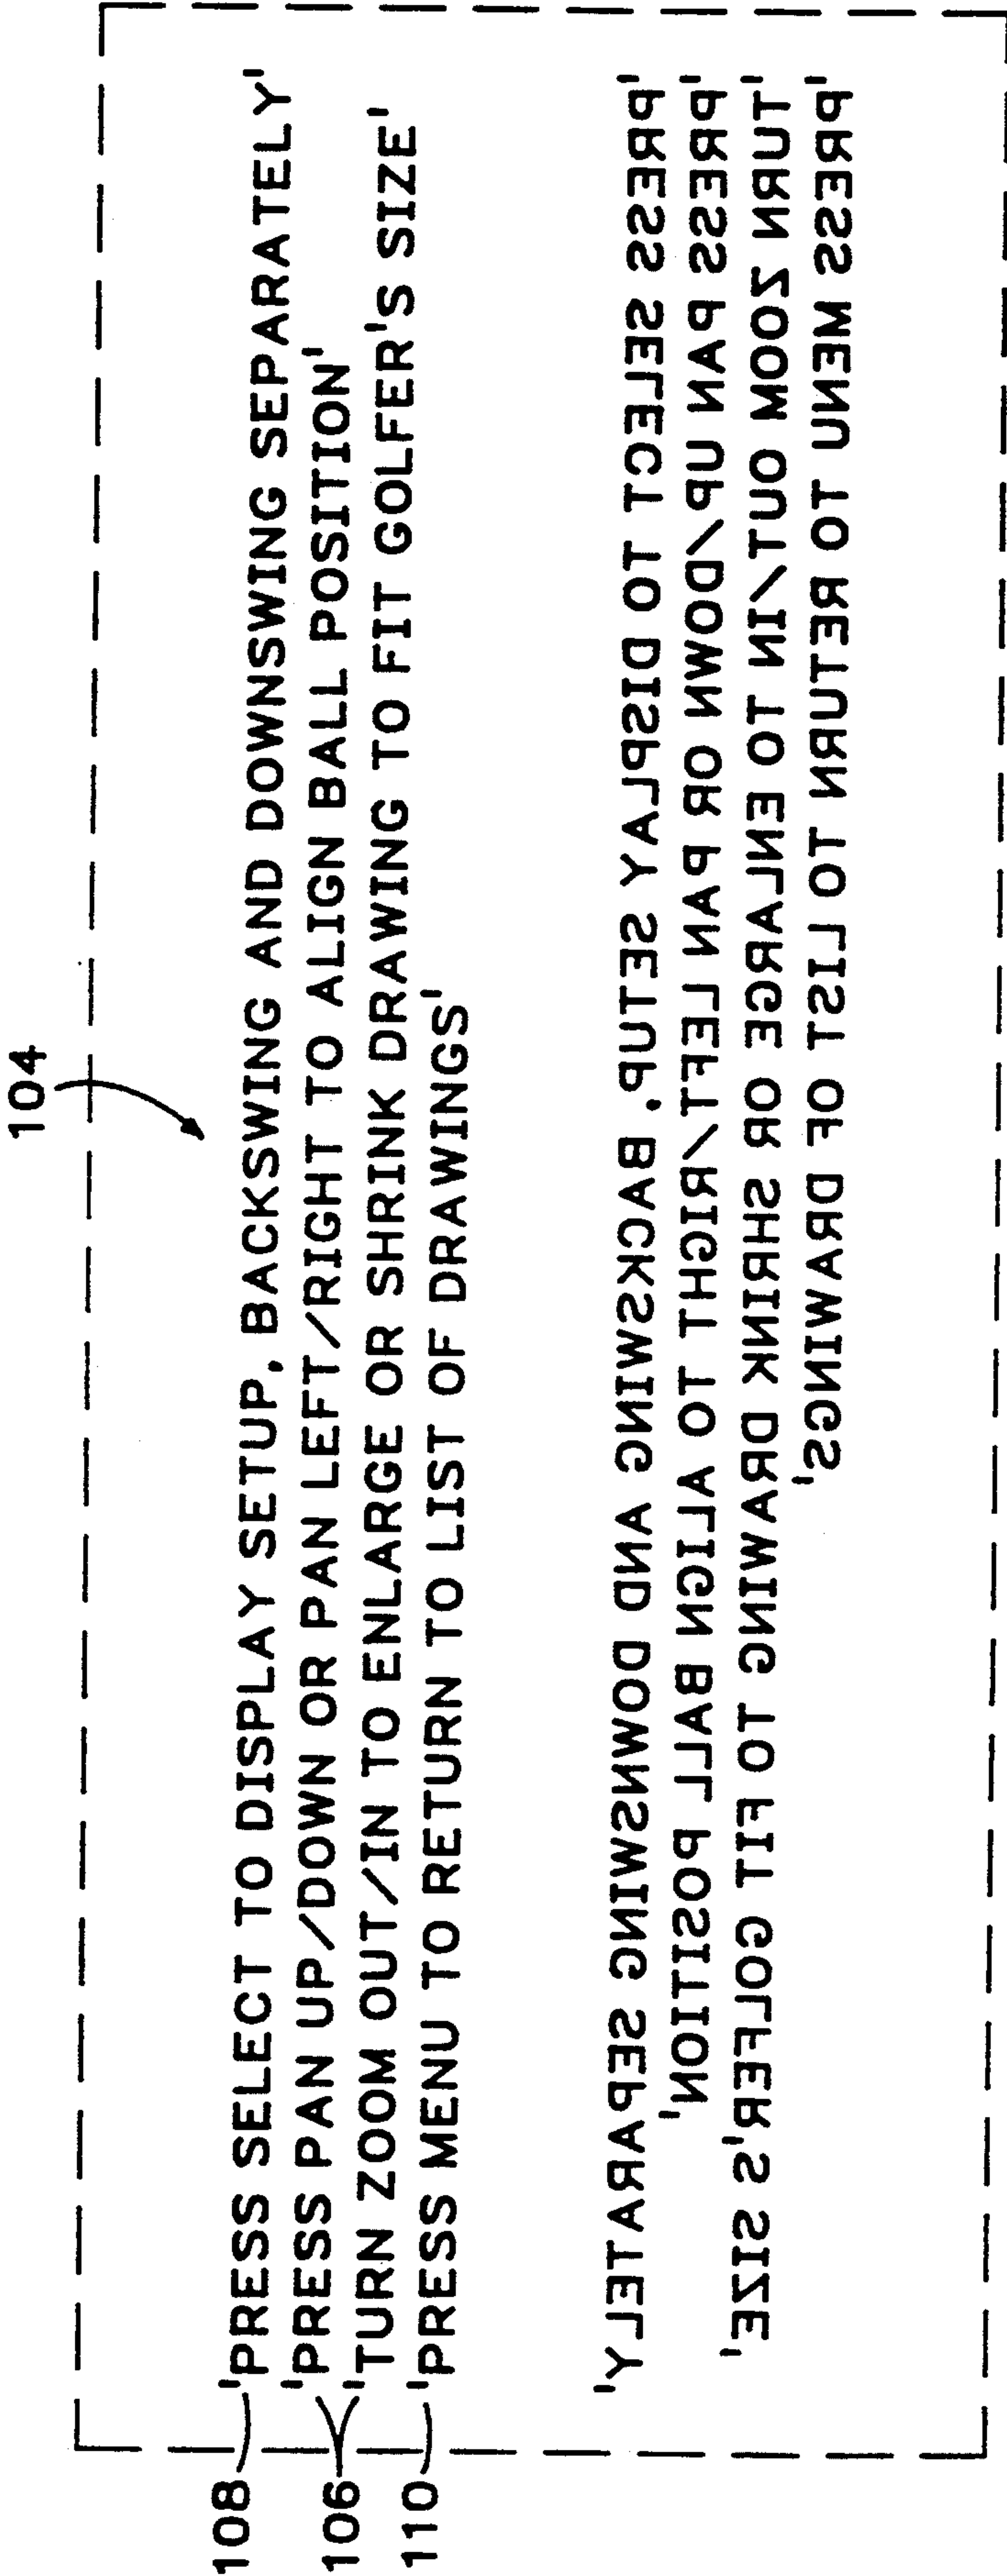 104
108 'PRESS SELECT TO DISPLAY SETUP, BACKSWING AND DOWNSWING SEPARATELY'
'PRESS PAN UP/DOWN OR PAN LEFT/RIGHT TO ALIGN BALL POSITION'
106 'TURN ZOOM OUT/IN TO ENLARGE OR SHRINK DRAWING TO FIT GOLFER'S SIZE'
110 'PRESS MENU TO RETURN TO LIST OF DRAWINGS'
'PRESS SELECT TO DISPLAY SETUP, BACKSWING AND DOWNSWING SEPARATELY'
'PRESS PAN UP/DOWN OR PAN LEFT/RIGHT TO ALIGN BALL POSITION'
'TURN ZOOM OUT/IN TO ENLARGE OR SHRINK DRAWING TO FIT GOLFER'S SIZE'
'PRESS MENU TO RETURN TO LIST OF DRAWINGS'